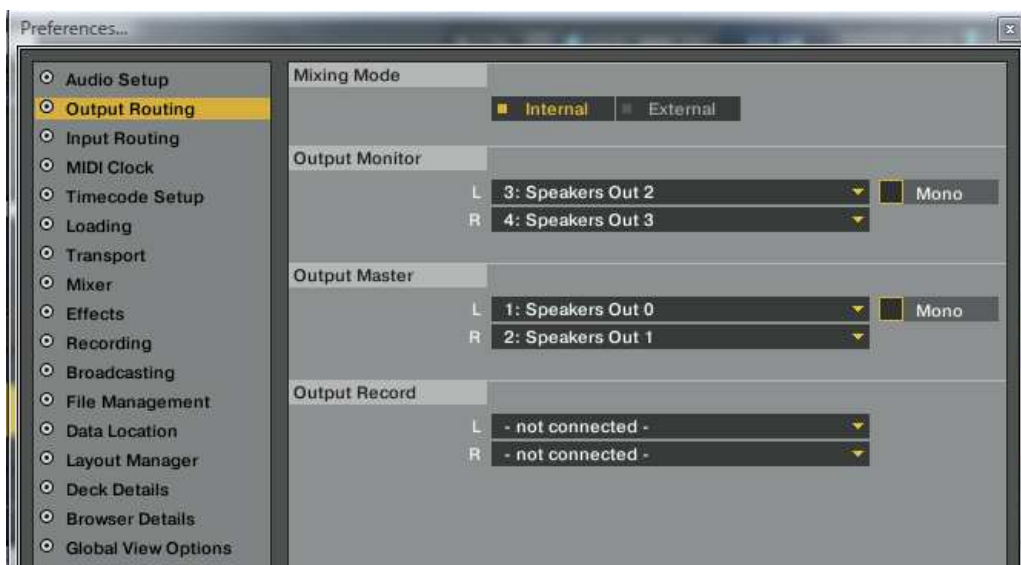 Preferences...
Audio Setup
Output Routing
Input Routing
MIDI Clock
Timecode Setup
Loading
Transport
Mixer
Effects
Recording
Broadcasting
File Management
Data Location
Layout Manager
Deck Details
Browser Details
Global View Options
Mixing Mode
Internal External
Output Monitor
L 3: Speakers Out 2 Mono
R 4: Speakers Out 3
Output Master
L 1: Speakers Out 0 Mono
R 2: Speakers Out 1
Output Record
L - not connected -
R - not connected -